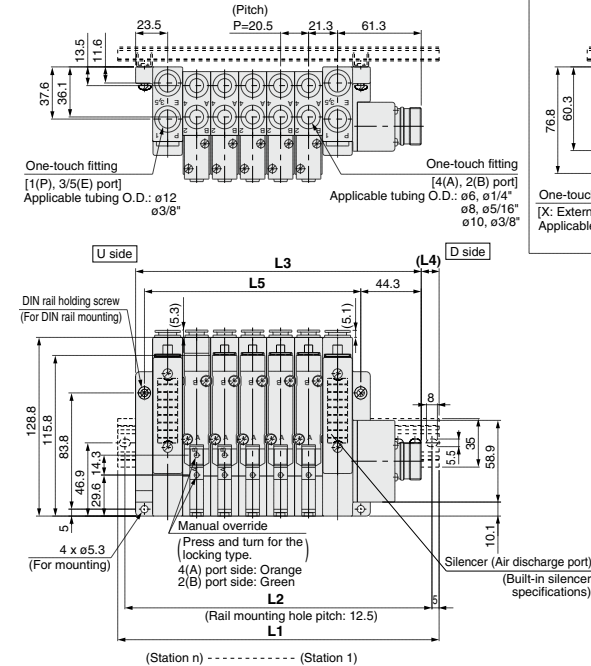 (Pitch)
23.5
P=20.5
21.3
61.3
13.5
11.6
37.6
36.1
76.8
60.3
E
3/5
A
4
B
2
P
1
One-touch fitting
[1(P), 3/5(E) port]
Applicable tubing O.D.: ø12
ø3/8"
One-touch fitting
[4(A), 2(B) port]
Applicable tubing O.D.: ø6, ø1/4"
ø8, ø5/16"
ø10, ø3/8"
One-touch
[X: Extern
Applicable
U side
D side
L3
(L4)
L5
44.3
DIN rail holding screw
(For DIN rail mounting)
(5.3)
(5.1)
128.8
115.8
83.8
46.9
14.3
29.6
5
8
35
5.5
58.9
10.1
4 x ø5.3
(For mounting)
Manual override
(Press and turn for the
locking type.)
4(A) port side: Orange
2(B) port side: Green
Silencer (Air discharge port)
(Built-in silencer
specifications)
L2
5
(Rail mounting hole pitch: 12.5)
L1
(Station n) - - - - - - - - - - - - (Station 1)